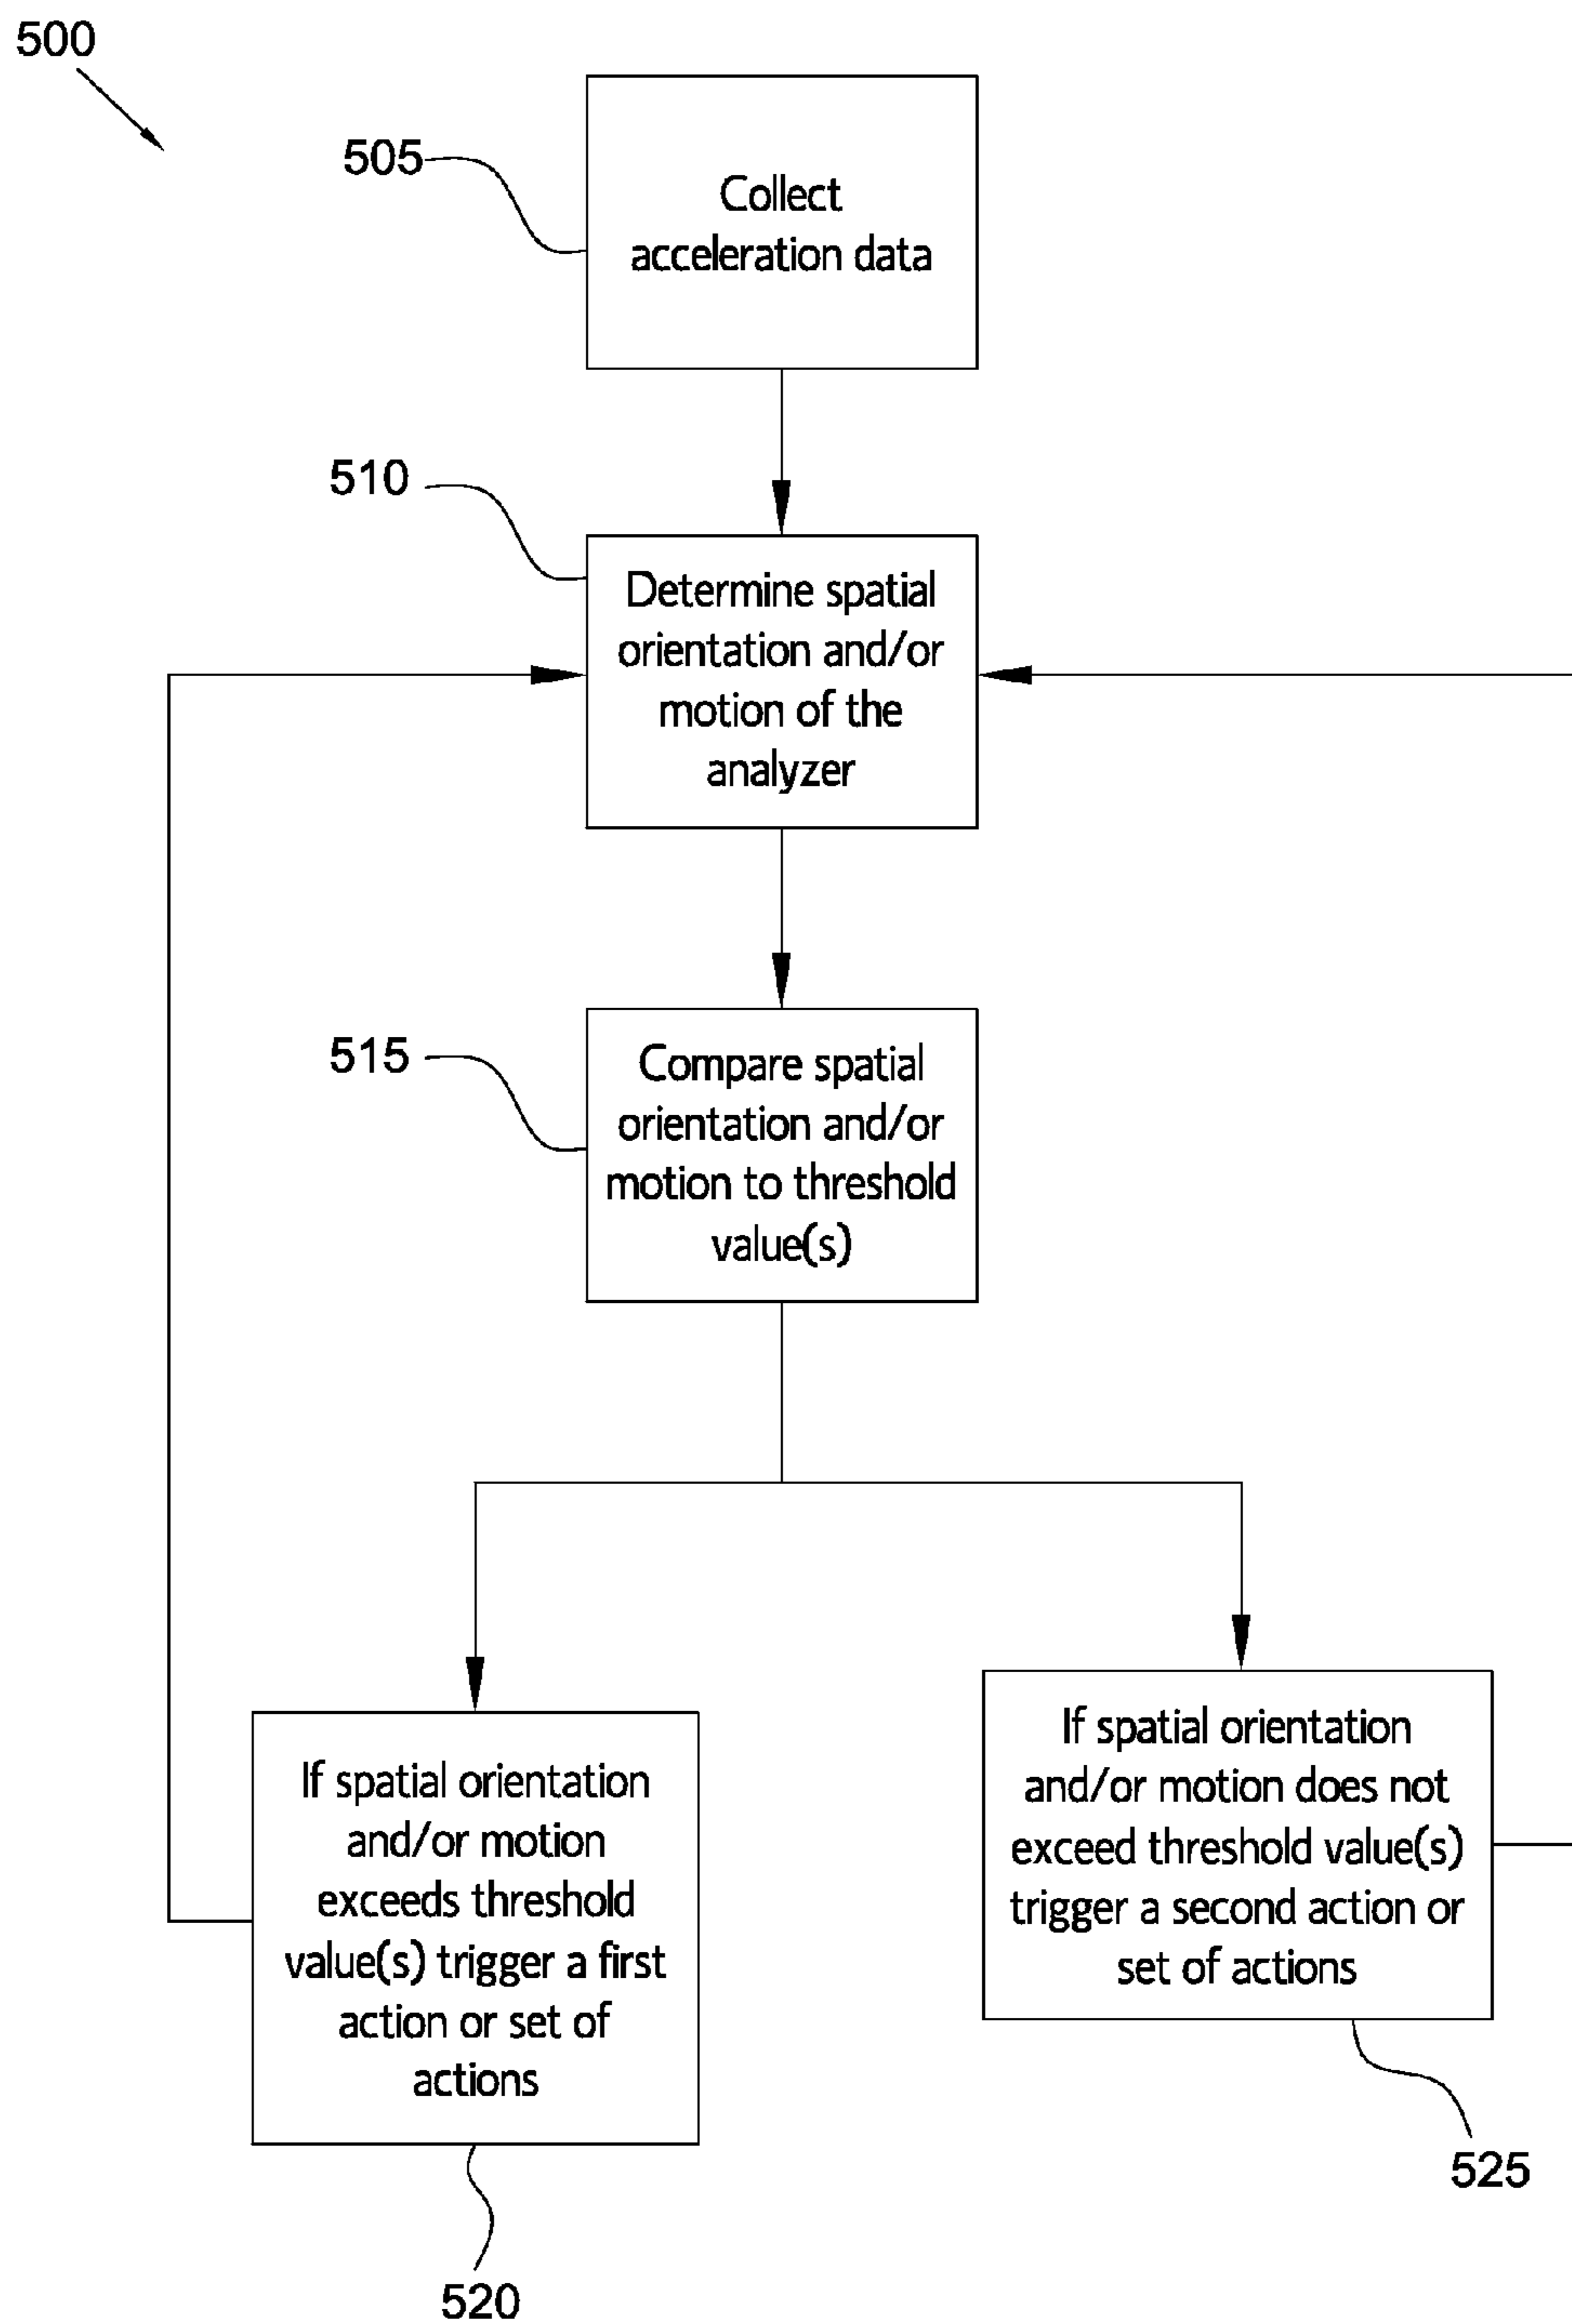 500
505
Collect
acceleration data
510
Determine spatial
orientation and/or
motion of the
analyzer
515
Compare spatial
orientation and/or
motion to threshold
value(s)
If spatial orientation
and/or motion
exceeds threshold
value(s) trigger a first
action or set of
actions
520
If spatial orientation
and/or motion does not
exceed threshold value(s)
trigger a second action or
set of actions
525